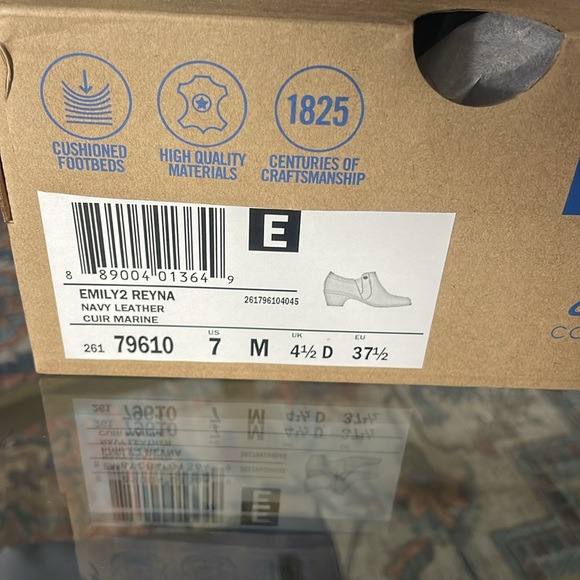 CUSHIONED
FOOTBEDS
HIGH QUALITY
MATERIALS
1825
CENTURIES OF
CRAFTSMANSHIP
E
8 89004 01364 9
EMILY2 REYNA
261796104045
NAVY LEATHER
CUIR MARINE
US UK EU
261 79610 7 M 4½ D 37½
CO